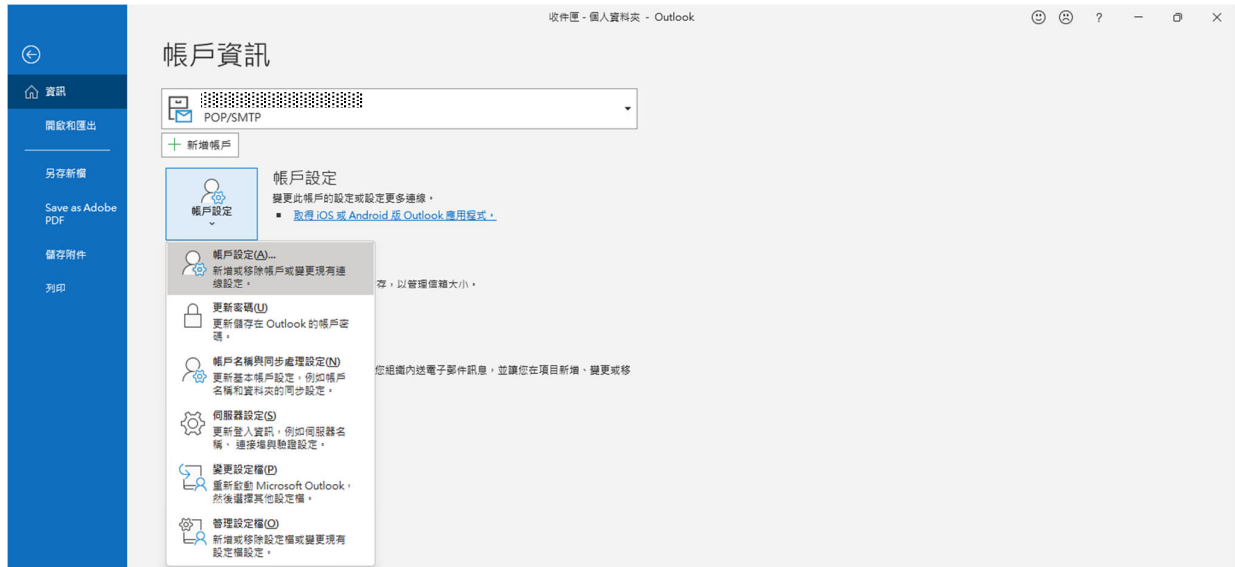 收件匣 - 個人資料夾 - Outlook
?
帳戶資訊
資訊
開啟和匯出
另存新檔
Save as Adobe
PDF
儲存附件
列印
POP/SMTP
新增帳戶
帳戶設定
帳戶設定
變更此帳戶的設定或設定更多連線。
取得 iOS 或 Android 版 Outlook 應用程式。
帳戶設定(A)...
新增或移除帳戶或變更現有連
線設定。
存，以管理信箱大小。
更新密碼(U)
更新儲存在 Outlook 的帳戶密
碼。
帳戶名稱與同步處理設定(N)
更新基本帳戶設定，例如帳戶
名稱和資料夾的同步設定。
您組織內送電子郵件訊息，並讓您在項目新增、變更或移
伺服器設定(S)
更新登入資訊，例如伺服器名
稱、連接埠與驗證設定。
變更設定檔(P)
重新啟動 Microsoft Outlook，
然後選擇其他設定檔。
管理設定檔(O)
新增或移除設定檔或變更現有
設定檔設定。